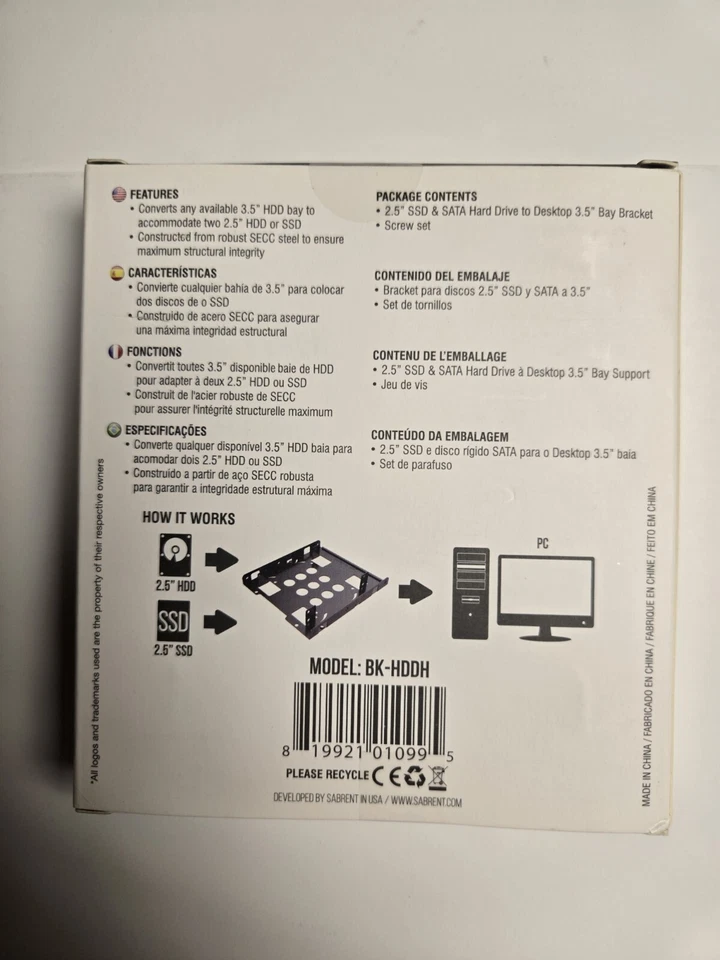 FEATURES
• Converts any available 3.5" HDD bay to
accommodate two 2.5" HDD or SSD
• Constructed from robust SECC steel to ensure
maximum structural integrity
PACKAGE CONTENTS
• 2.5" SSD & SATA Hard Drive to Desktop 3.5" Bay Bracket
• Screw set
CARACTERÍSTICAS
• Convierte cualquier bahía de 3.5" para colocar
dos discos de o SSD
• Construido de acero SECC para asegurar
una máxima integridad estructural
CONTENIDO DEL EMBALAJE
• Bracket para discos 2.5" SSD y SATA a 3.5"
• Set de tornillos
FONCTIONS
• Convertit toutes 3.5" disponible baie de HDD
pour adapter à deux 2.5" HDD ou SSD
• Construit de l'acier robuste de SECC
pour assurer l'intégrité structurelle maximum
CONTENU DE L'EMBALLAGE
• 2.5" SSD & SATA Hard Drive à Desktop 3.5" Bay Support
• Jeu de vis
ESPECIFICAÇÕES
• Converte qualquer disponível 3.5" HDD baia para
acomodar dois 2.5" HDD ou SSD
• Construído a partir de aço SECC robusta
para garantir a integridade estrutural máxima
CONTEÚDO DA EMBALAGEM
• 2.5" SSD e disco rígido SATA para o Desktop 3.5" baia
• Set de parafuso
*All logos and trademarks used are the property of their respective owners
HOW IT WORKS
2.5" HDD
SSD
2.5" SSD
PC
MADE IN CHINA / FABRICADO EN CHINA / FABRIQUE EN CHINE / FEITO EM CHINA
MODEL: BK-HDDH
8 19921 01099 5
PLEASE RECYCLE CE
DEVELOPED BY SABRENT IN USA / WWW.SABRENT.COM